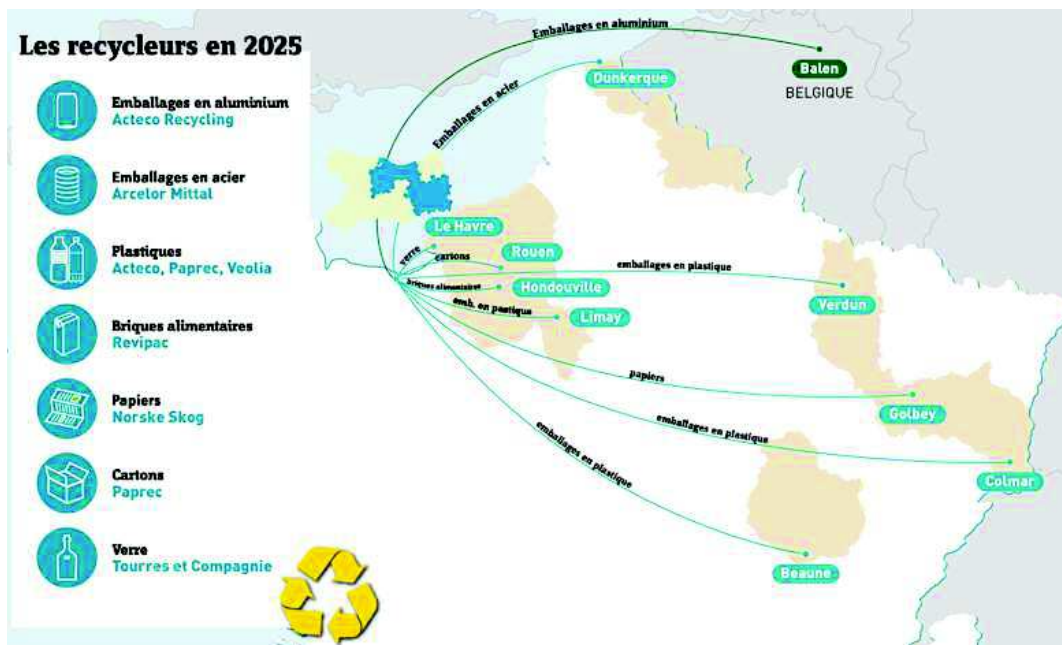 Les recycleurs en 2025
Emballages en aluminium
Acteco Recycling
Emballages en acier
Arcelor Mittal
Plastiques
Acteco, Paprec, Veolia
Briques alimentaires
Revipac
Papiers
Norske Skog
Cartons
Paprec
Verre
Tourres et Compagnie
Emballages en aluminium
Balen
BELGIQUE
Dunkerque
Emballages en acier
Le Havre
verre
Rouen
cartons
Hondouville
briques alimentaires
Limay
emb. en pastique
emballages en plastique
Verdun
papiers
Golbey
emballages en plastique
Colmar
emballages en plastique
Beaune